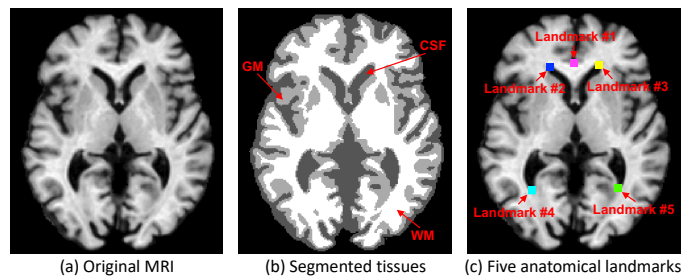 GM
CSF
WM
Landmark #1
Landmark #2
Landmark #3
Landmark #4
Landmark #5
(a) Original MRI
(b) Segmented tissues
(c) Five anatomical landmarks